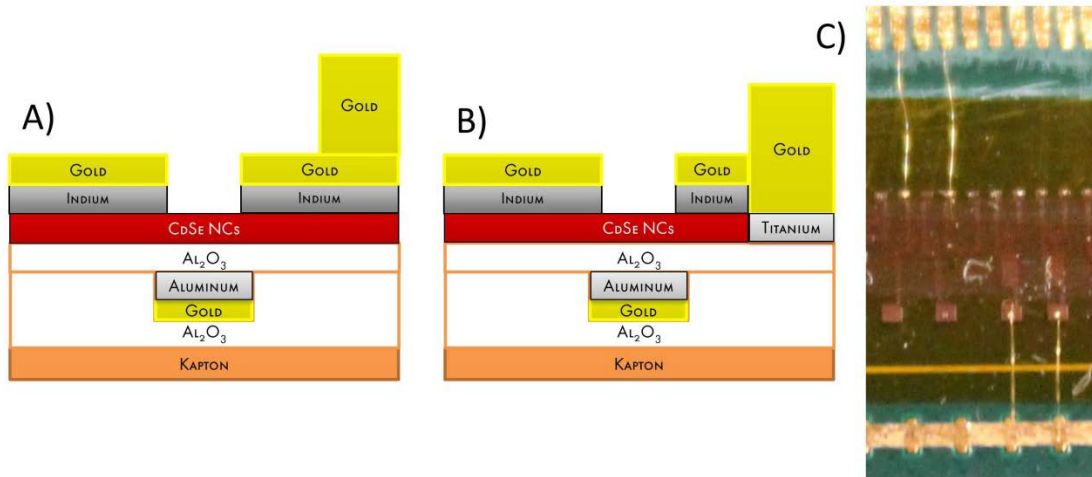 A)
Gold
Gold
Gold
Indium
Indium
CdSe NCs
Al₂O₃
Aluminum
Gold
Al₂O₃
Kapton
B)
Gold
Gold
Gold
Indium
Indium
CdSe NCs
Titanium
Al₂O₃
Aluminum
Gold
Al₂O₃
Kapton
C)